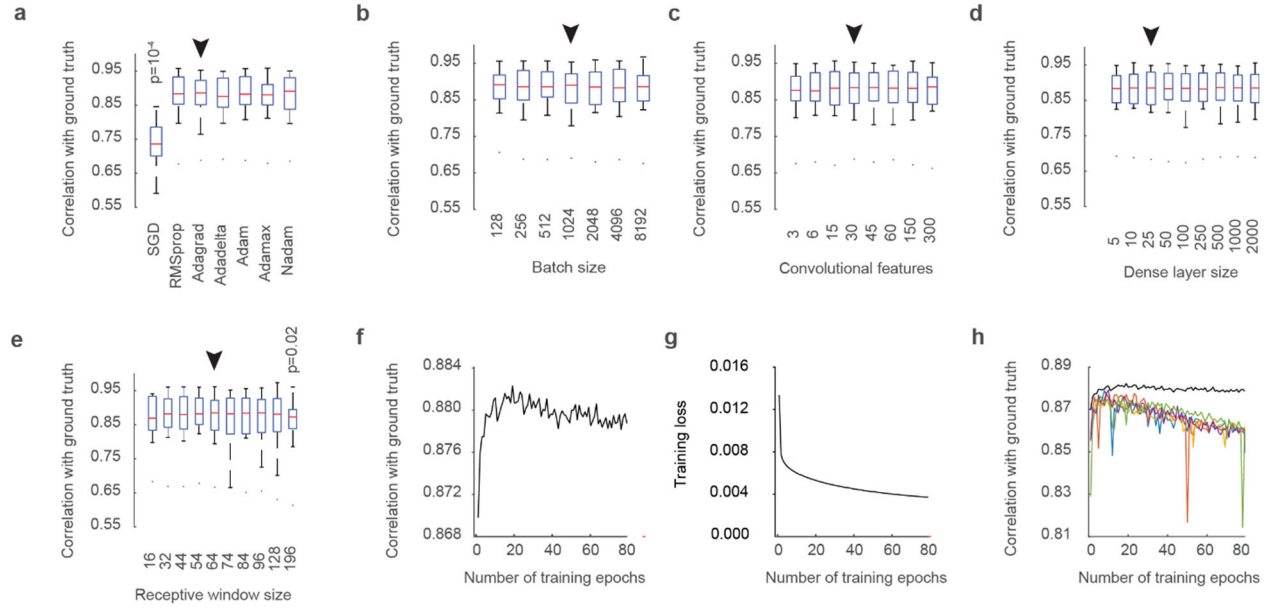 a
Correlation with ground truth
0.95
0.85
0.75
0.65
0.55
p=10-4
SGD
RMSprop
Adagrad
Adadelta
Adam
Adamax
Nadam
b
Correlation with ground truth
0.95
0.85
0.75
0.65
0.55
128
256
512
1024
2048
4096
8192
Batch size
c
Correlation with ground truth
0.95
0.85
0.75
0.65
0.55
3
6
15
30
45
60
150
300
Convolutional features
d
Correlation with ground truth
0.95
0.85
0.75
0.65
0.55
5
10
25
50
100
250
500
1000
2000
Dense layer size
e
Correlation with ground truth
0.95
0.85
0.75
0.65
0.55
p=0.02
16
32
44
54
64
74
84
96
128
196
Receptive window size
f
Correlation with ground truth
0.884
0.880
0.876
0.872
0.868
0
20
40
60
80
Number of training epochs
g
Training loss
0.016
0.012
0.008
0.004
0.000
0
20
40
60
80
Number of training epochs
h
Correlation with ground truth
0.89
0.87
0.85
0.83
0.81
0
20
40
60
80
Number of training epochs